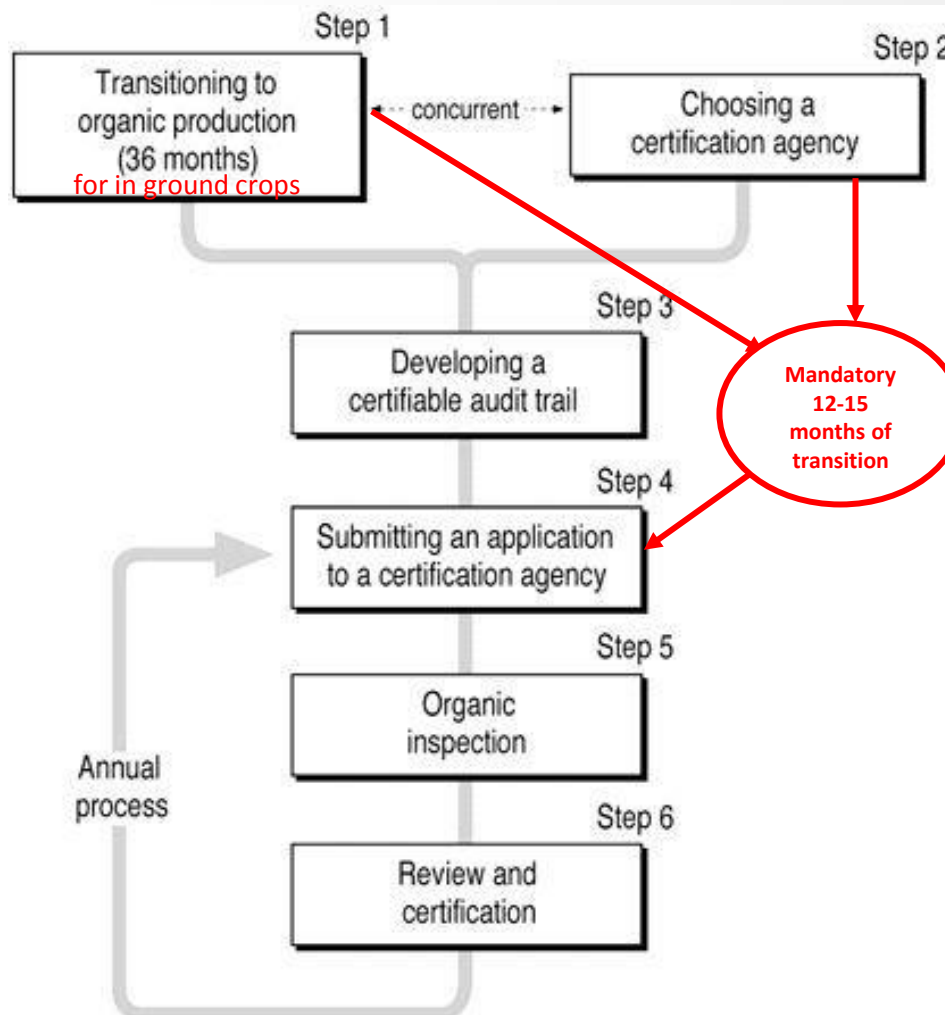 Step 1
Transitioning to
organic production
(36 months)
for in ground crops
concurrent
Step 2
Choosing a
certification agency
Step 3
Developing a
certifiable audit trail
Mandatory
12-15
months of
transition
Step 4
Submitting an application
to a certification agency
Step 5
Organic
inspection
Annual
process
Step 6
Review and
certification